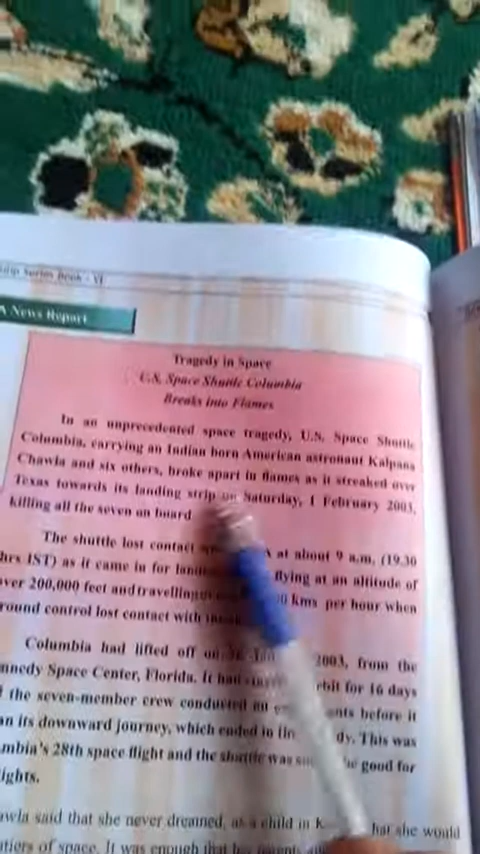 Series Book - VI
A News Report
Tragedy in Space
U.S. Space Shuttle Columbia
Breaks into Flames
In an unprecedented space tragedy, U.S. Space Shuttle
Columbia, carrying an Indian born American astronaut Kalpana
Chawla and six others, broke apart in flames as it streaked over
Texas towards its landing strip on Saturday, 1 February 2003,
killing all the seven on board
The shuttle lost contact at about 9 a.m. (19.30
hrs IST) as it came in for flying at an altitude of
over 200,000 feet and travelling kms per hour when
round control lost contact with
Columbia had lifted off on 2003, from the
nnedy Space Center, Florida. It had rbit for 16 days
the seven-member crew conducted before it
an its downward journey, which ended in dy. This was
mbia's 28th space flight and the shuttle was good for
ights.
awla said that she never dreamed, as a child in K hat she would
ntiers of space. It was enough that her parents